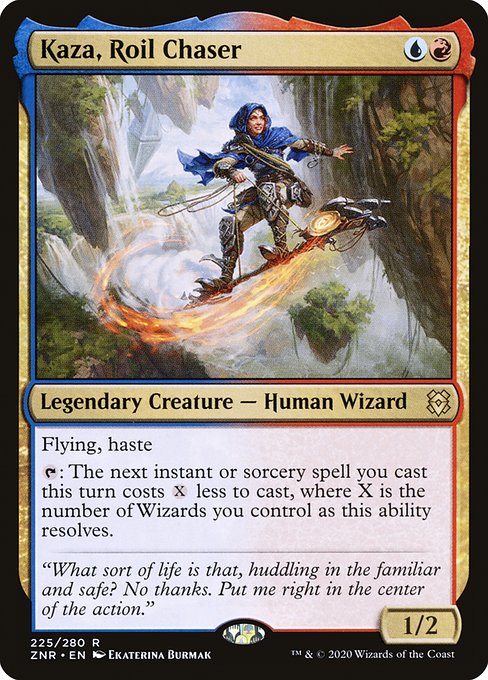 Kaza, Roil Chaser
Legendary Creature — Human Wizard
Flying, haste
: The next instant or sorcery spell you cast
this turn costs X less to cast, where X is the
number of Wizards you control as this ability
resolves.
“What sort of life is that, huddling in the familiar
and safe? No thanks. Put me right in the center
of the action.”
1/2
225/280 R
ZNR • EN Ekaterina Burmak
™ & © 2020 Wizards of the Coast